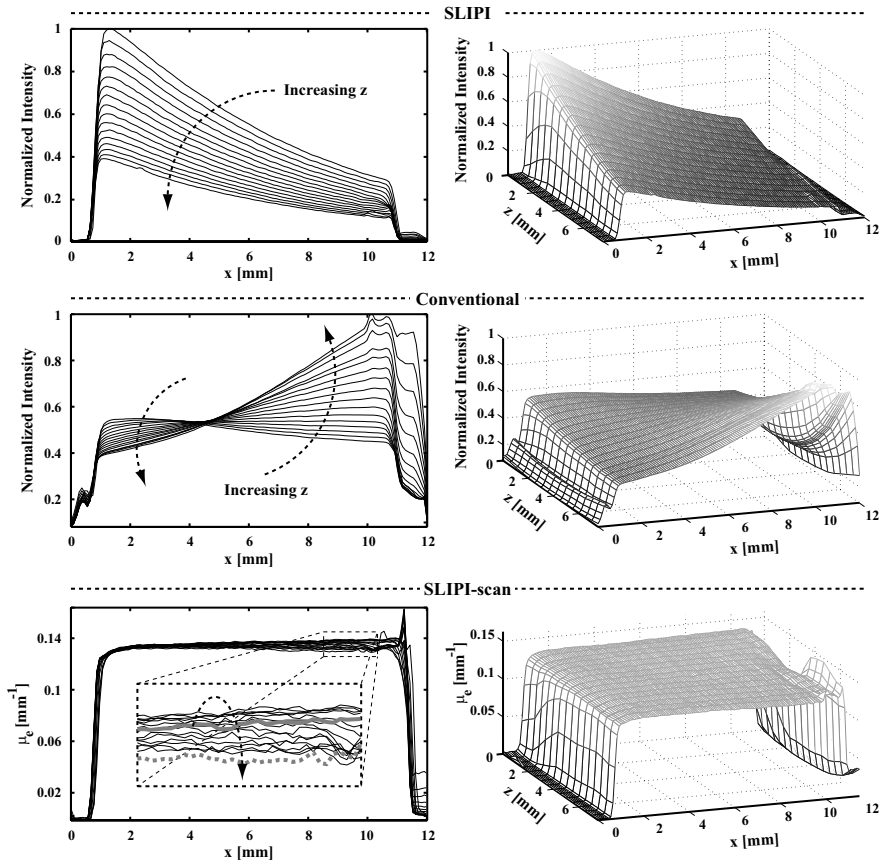 SLIPI
Normalized Intensity
1
0.8
0.6
0.4
0.2
0
Increasing z
0 2 4 6 8 10 12
x [mm]
Normalized Intensity
1
0.8
0.6
0.4
0.2
0
2
4
6
z [mm]
0 2 4 6 8 10 12
x [mm]
Conventional
Normalized Intensity
1
0.8
0.6
0.4
0.2
Increasing z
0 2 4 6 8 10 12
x [mm]
Normalized Intensity
1
0.8
0.6
0.4
0.2
0
2
4
6
z [mm]
0 2 4 6 8 10 12
x [mm]
SLIPI-scan
μe [mm-1]
0.14
0.1
0.06
0.02
0 2 4 6 8 10 12
x [mm]
μe [mm-1]
0.15
0.1
0.05
0
2
4
6
z [mm]
0 2 4 6 8 10 12
x [mm]